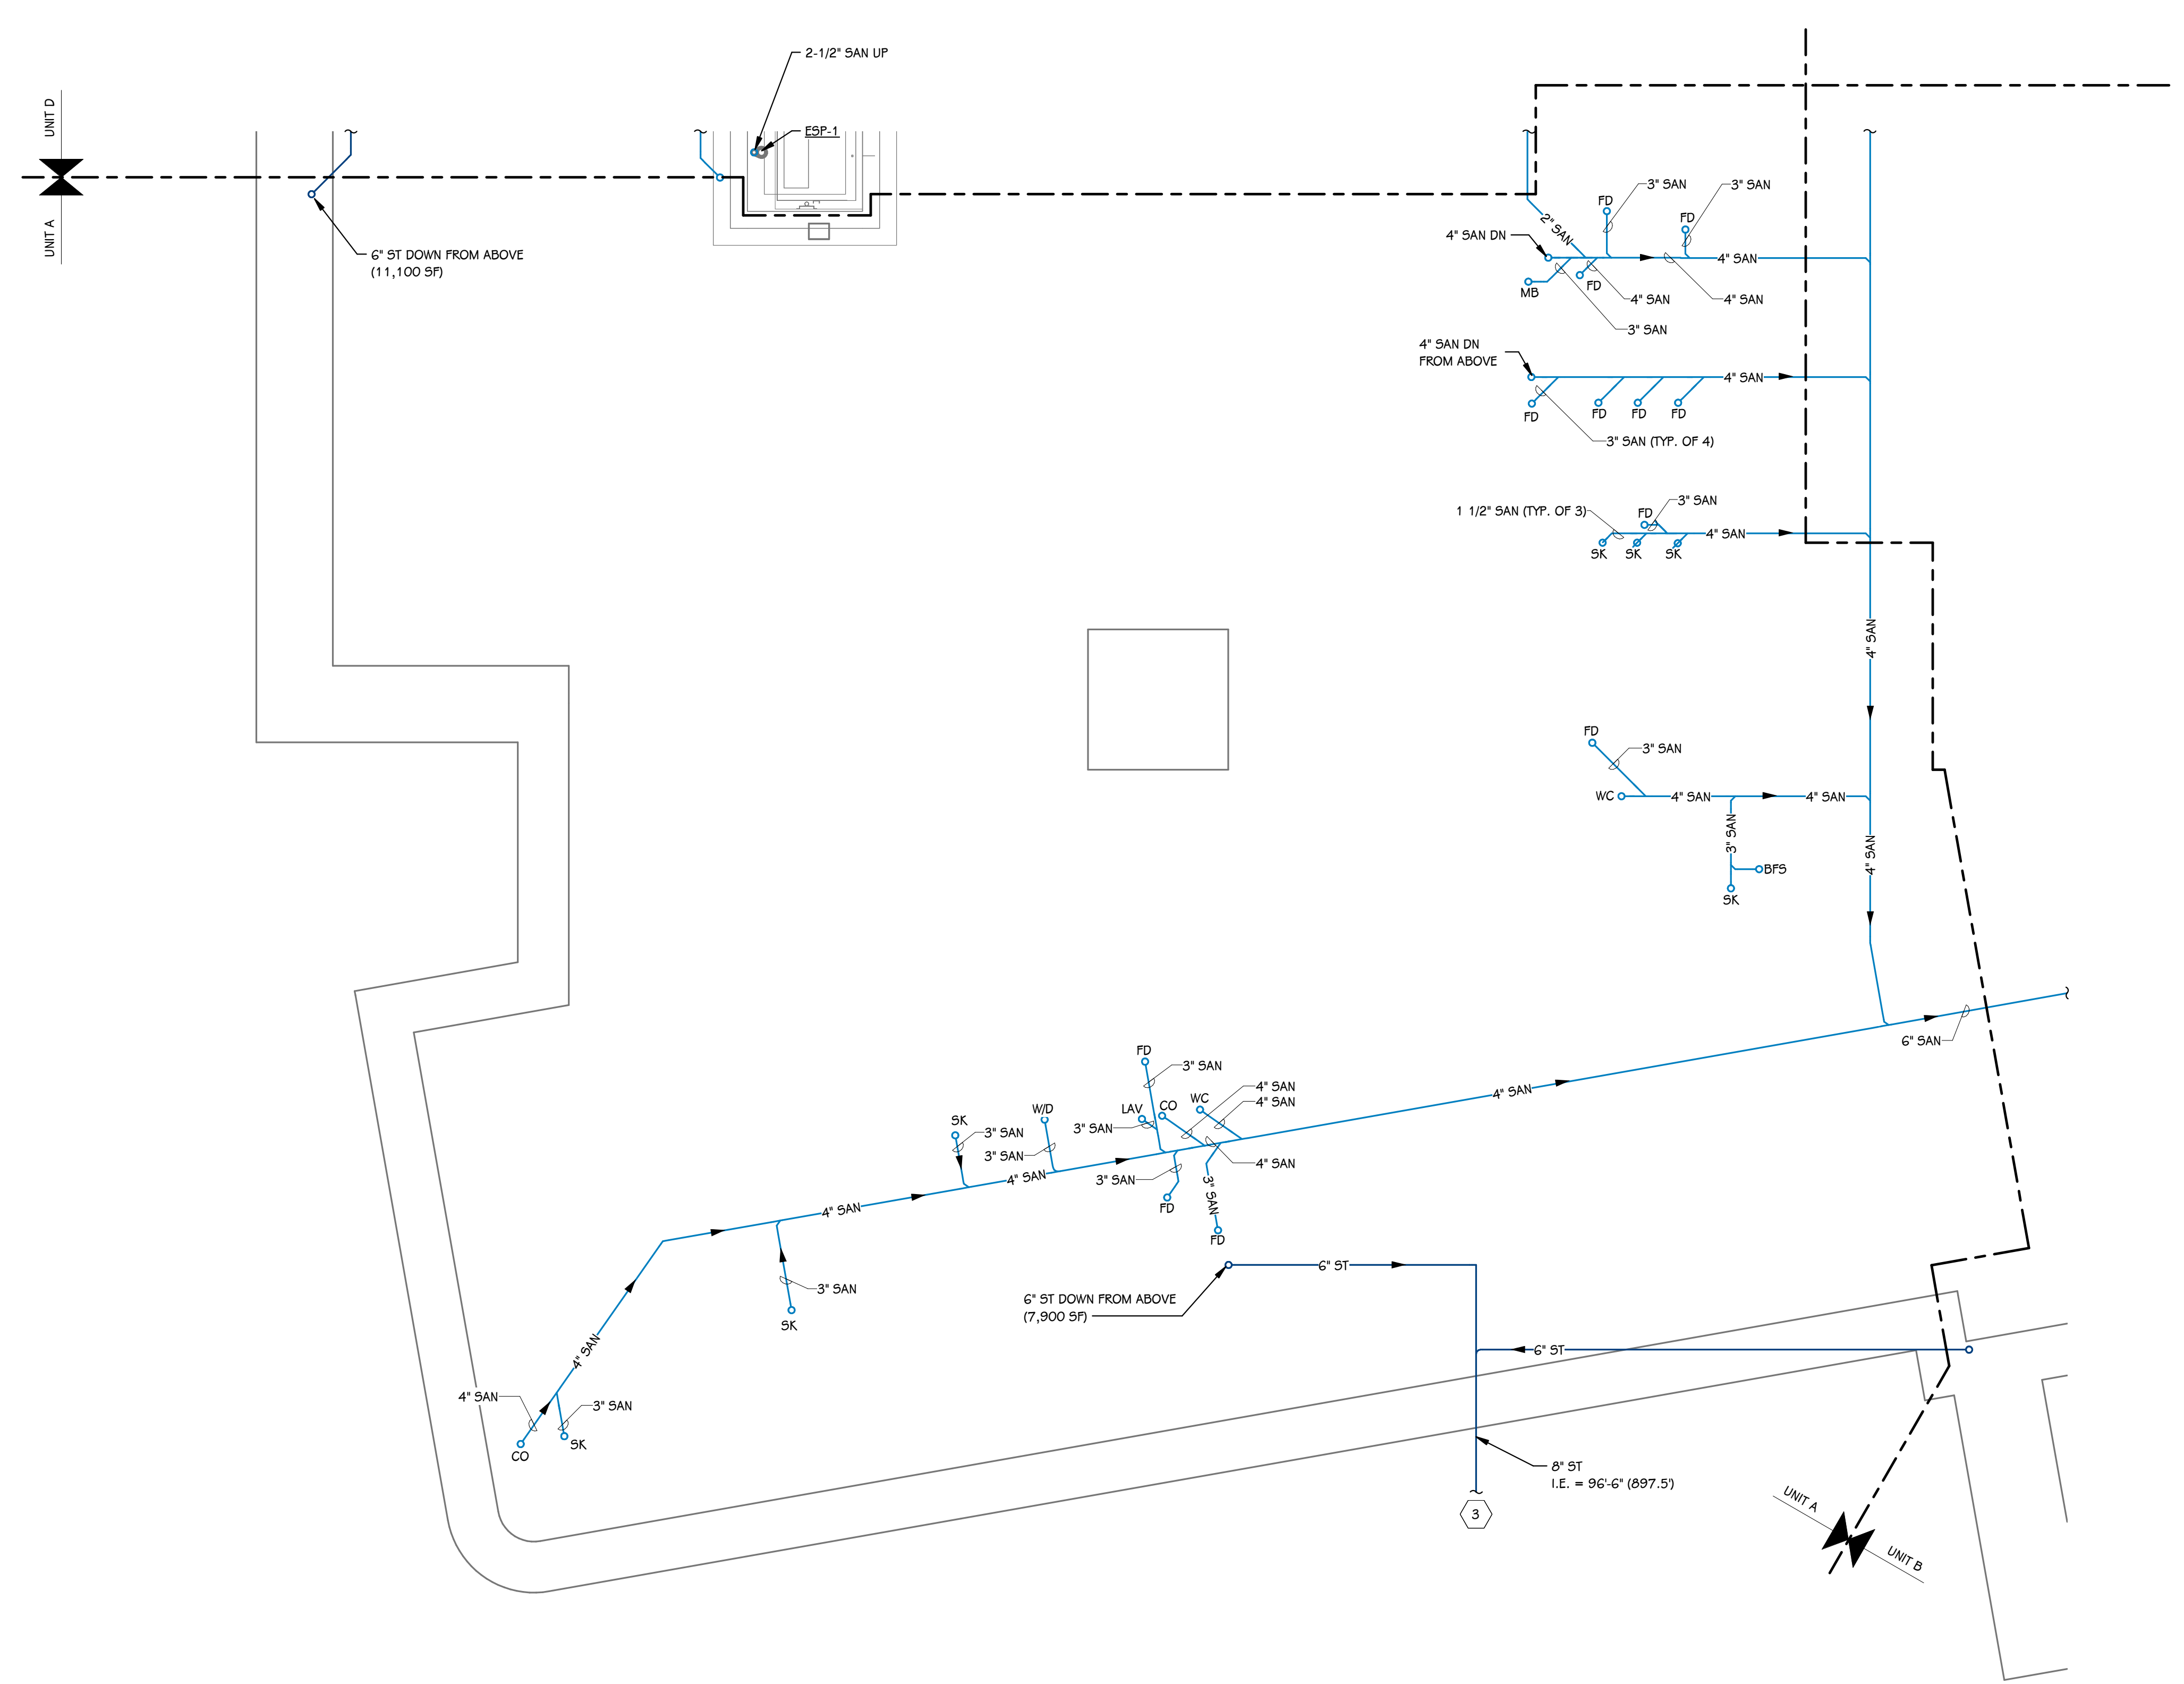 2-1/2" SAN UP
ESP-1
UNIT D
UNIT A
6" ST DOWN FROM ABOVE
(11,100 SF)
3" SAN
3" SAN
FD
FD
2" SAN
4" SAN DN
4" SAN
MB
FD
4" SAN
4" SAN
3" SAN
4" SAN DN
FROM ABOVE
4" SAN
FD
FD
FD
FD
3" SAN (TYP. OF 4)
3" SAN
1 1/2" SAN (TYP. OF 3)
FD
4" SAN
SK
SK
SK
4" SAN
FD
3" SAN
WC
4" SAN
4" SAN
3" SAN
4" SAN
BFS
SK
6" SAN
FD
3" SAN
4" SAN
4" SAN
WC
CO
LAV
W/D
SK
3" SAN
3" SAN
3" SAN
4" SAN
4" SAN
3" SAN
4" SAN
3" SAN
FD
FD
4" SAN
3" SAN
SK
6" ST
6" ST DOWN FROM ABOVE
(7,900 SF)
6" ST
4" SAN
4" SAN
3" SAN
SK
CO
8" ST
I.E. = 96'-6" (897.5')
3
UNIT A
UNIT B